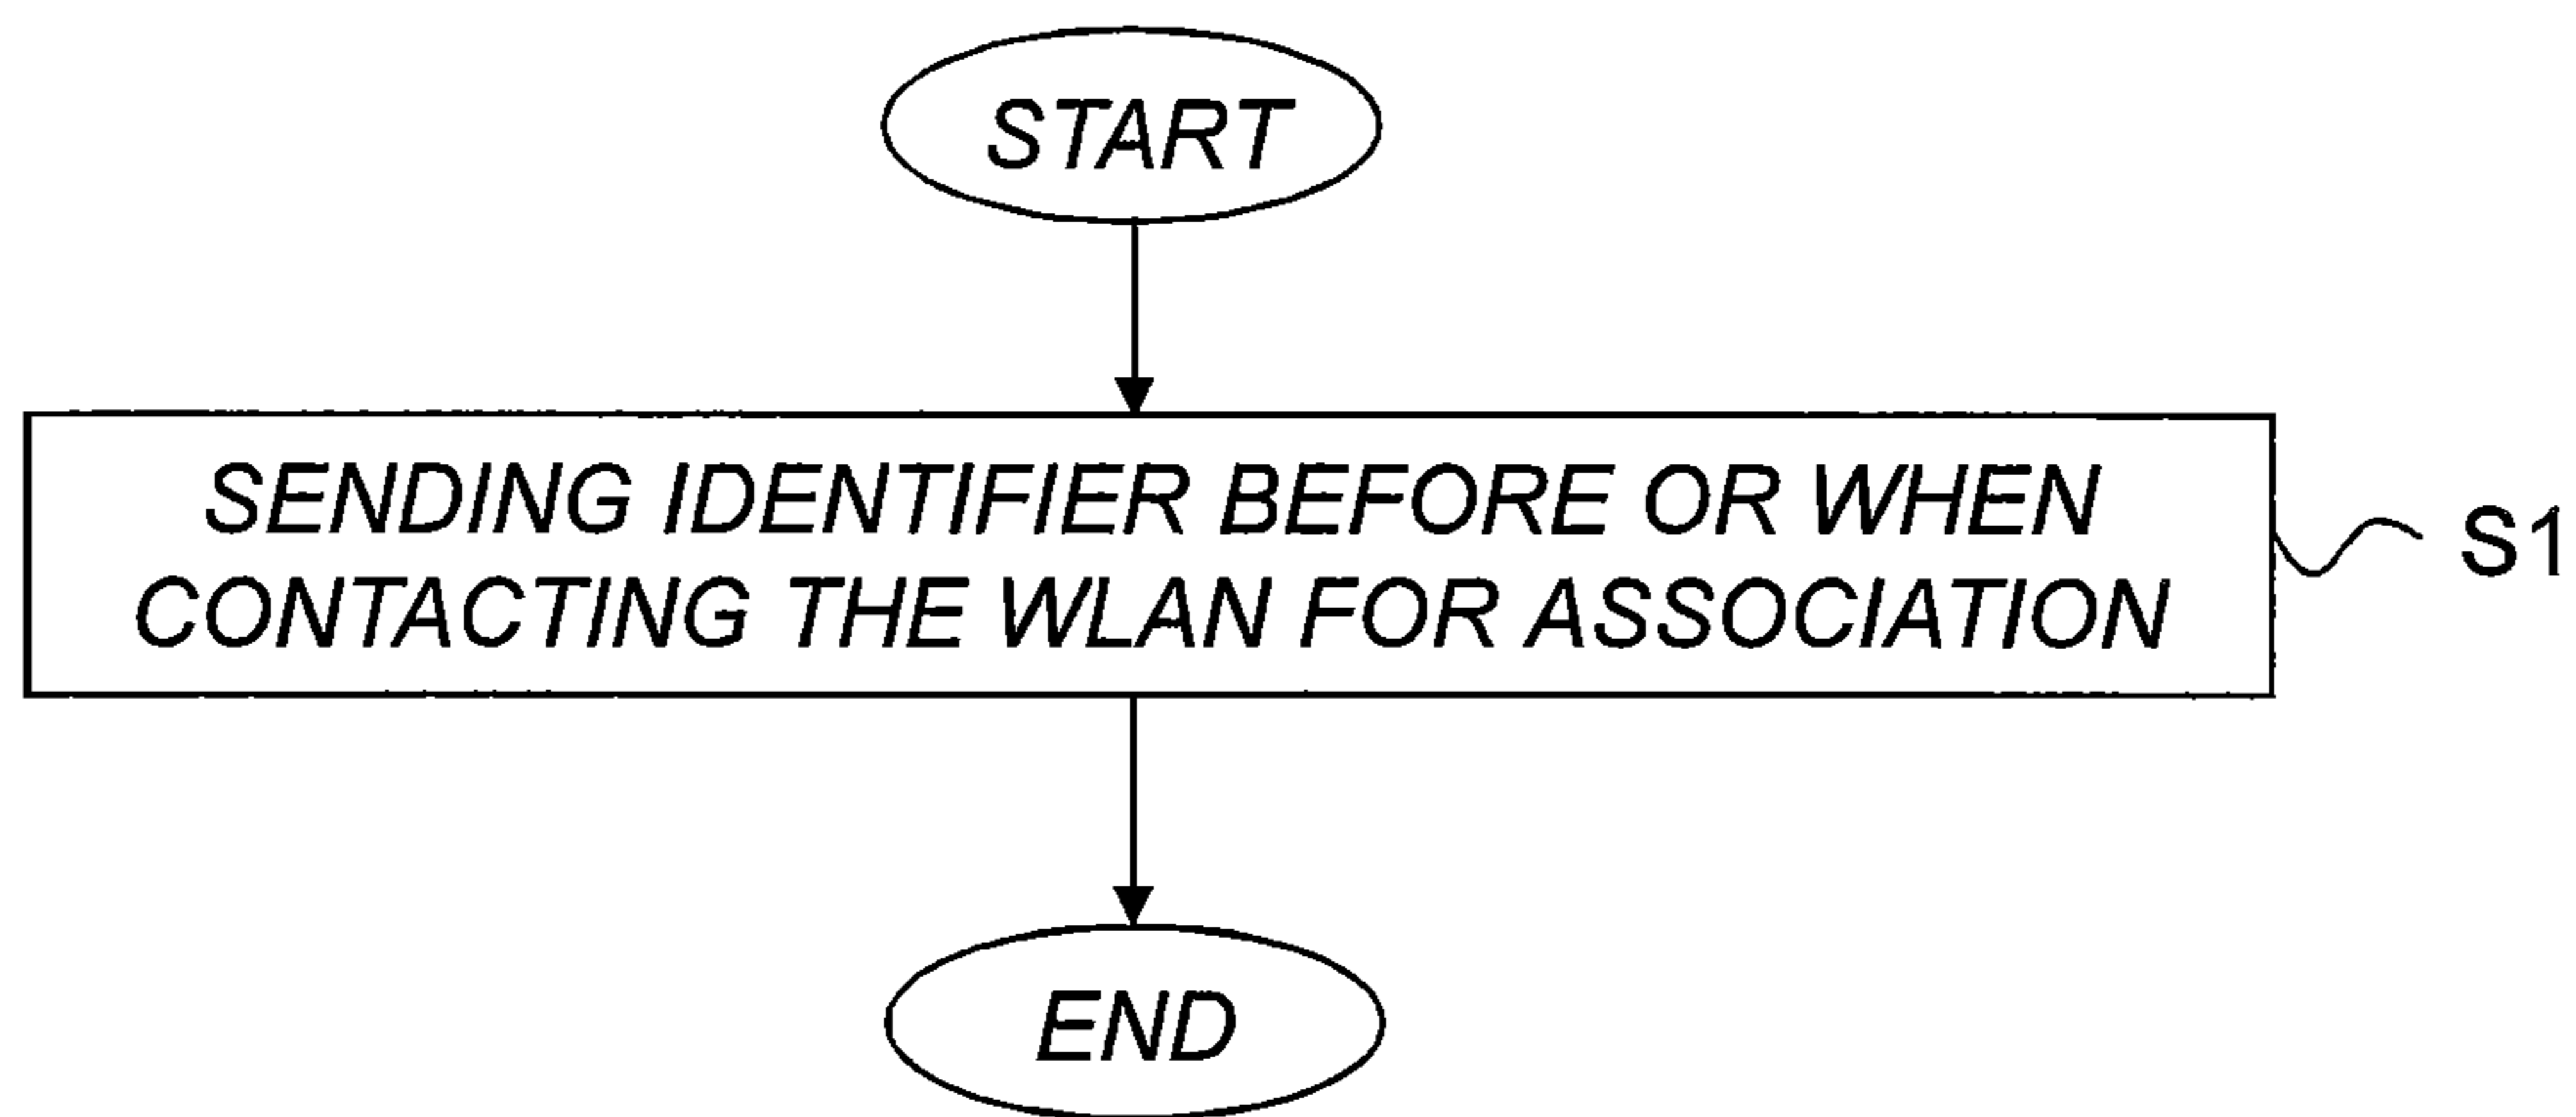 START
SENDING IDENTIFIER BEFORE OR WHEN
CONTACTING THE WLAN FOR ASSOCIATION
S1
END